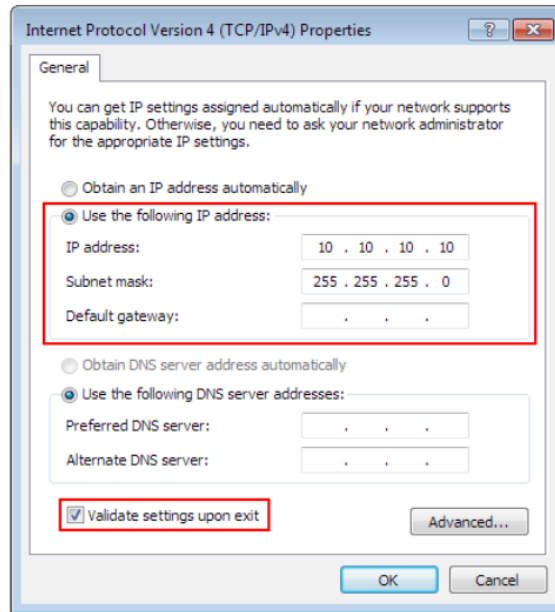 Internet Protocol Version 4 (TCP/IPv4) Properties
General
You can get IP settings assigned automatically if your network supports
this capability. Otherwise, you need to ask your network administrator
for the appropriate IP settings.
Obtain an IP address automatically
Use the following IP address:
IP address: 10 . 10 . 10 . 10
Subnet mask: 255 . 255 . 255 . 0
Default gateway: . . .
Obtain DNS server address automatically
Use the following DNS server addresses:
Preferred DNS server: . . .
Alternate DNS server: . . .
Validate settings upon exit
Advanced...
OK Cancel